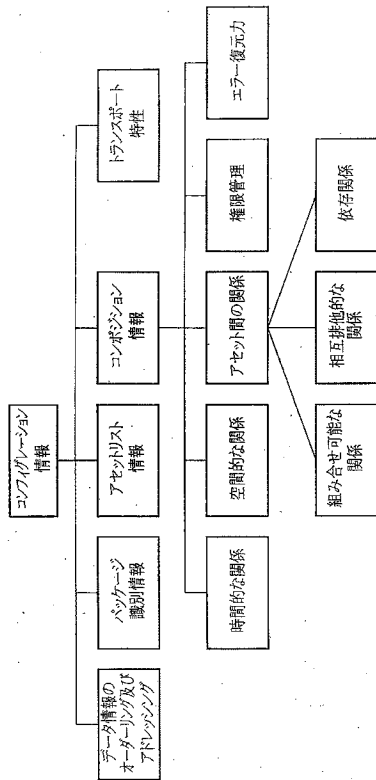 コンフィグレーション
情報
データ情報の
オーダーリング及び
アドレッシング
パッケージ
識別情報
アセットリスト
情報
コンポジション
情報
トランスポート
特性
時間的な関係
空間的な関係
アセット間の関係
権限管理
エラー復元力
組み合せ可能な
関係
相互排他的な
関係
依存関係